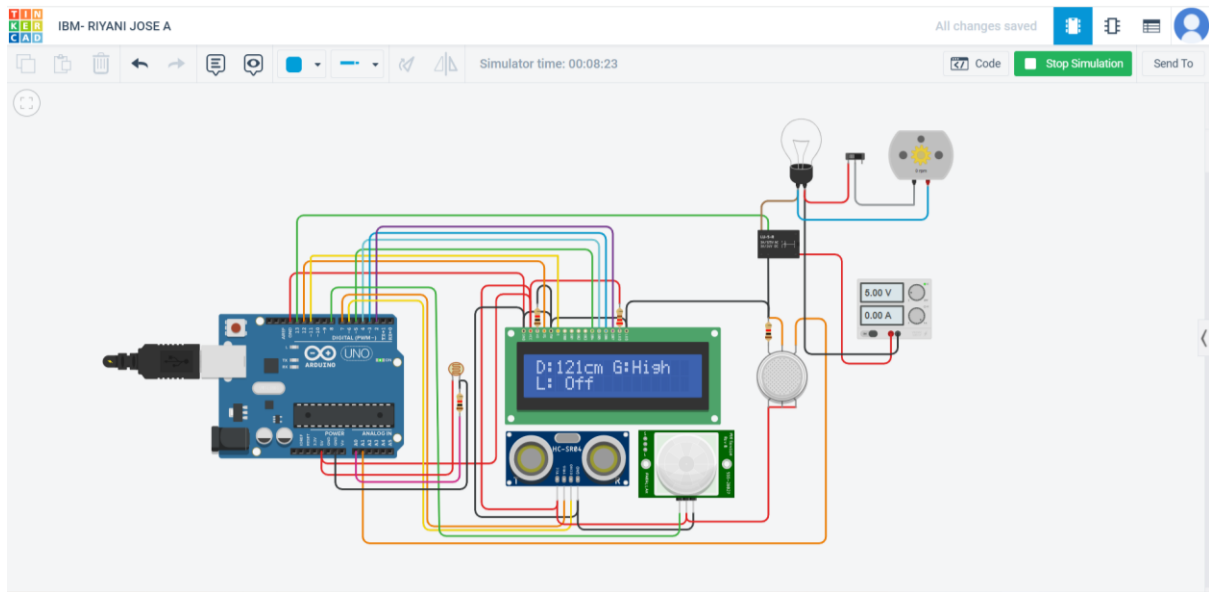 TIN
KER
CAD
IBM- RIYANI JOSE A
All changes saved
Simulator time: 00:08:23
Code
Stop Simulation
Send To
5.00 V
0.00 A
DIGITAL (PWM~)
UNO
ARDUINO
POWER
ANALOG IN
D:121cm G:High
L: Off
HC-SR04